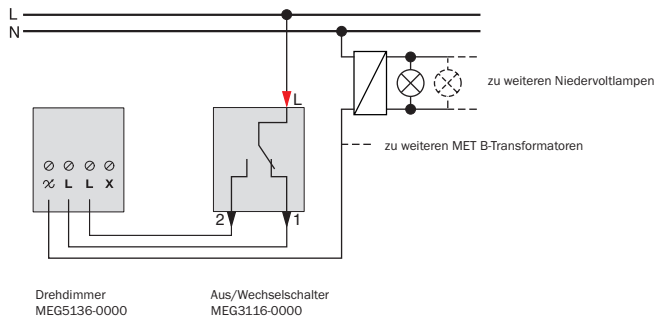 L
N
L
zu weiteren Niedervoltlampen
zu weiteren MET B-Transformatoren
L L X
2 1
Drehdimmer
MEG5136-0000
Aus/Wechselschalter
MEG3116-0000